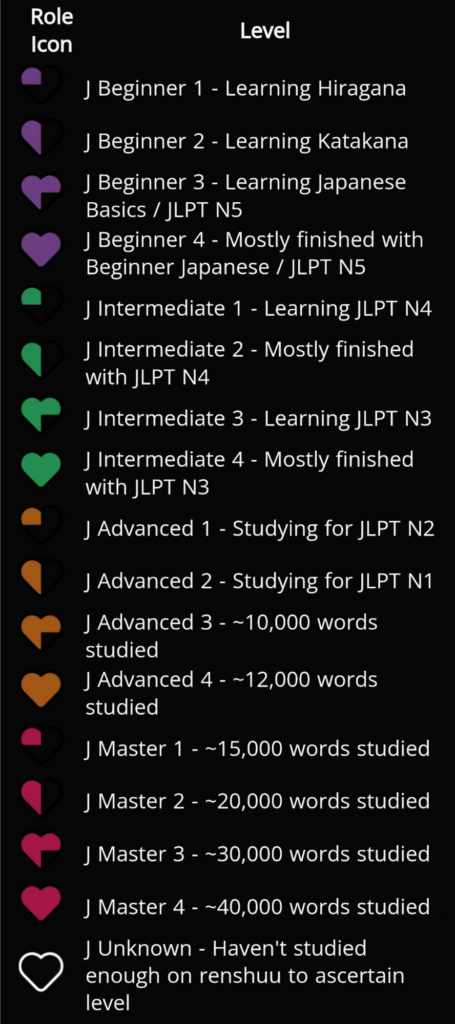 Role
Icon
Level
J Beginner 1 - Learning Hiragana
J Beginner 2 - Learning Katakana
J Beginner 3 - Learning Japanese
Basics / JLPT N5
J Beginner 4 - Mostly finished with
Beginner Japanese / JLPT N5
J Intermediate 1 - Learning JLPT N4
J Intermediate 2 - Mostly finished
with JLPT N4
J Intermediate 3 - Learning JLPT N3
J Intermediate 4 - Mostly finished
with JLPT N3
J Advanced 1 - Studying for JLPT N2
J Advanced 2 - Studying for JLPT N1
J Advanced 3 - ~10,000 words
studied
J Advanced 4 - ~12,000 words
studied
J Master 1 - ~15,000 words studied
J Master 2 - ~20,000 words studied
J Master 3 - ~30,000 words studied
J Master 4 - ~40,000 words studied
J Unknown - Haven't studied
enough on renshuu to ascertain
level